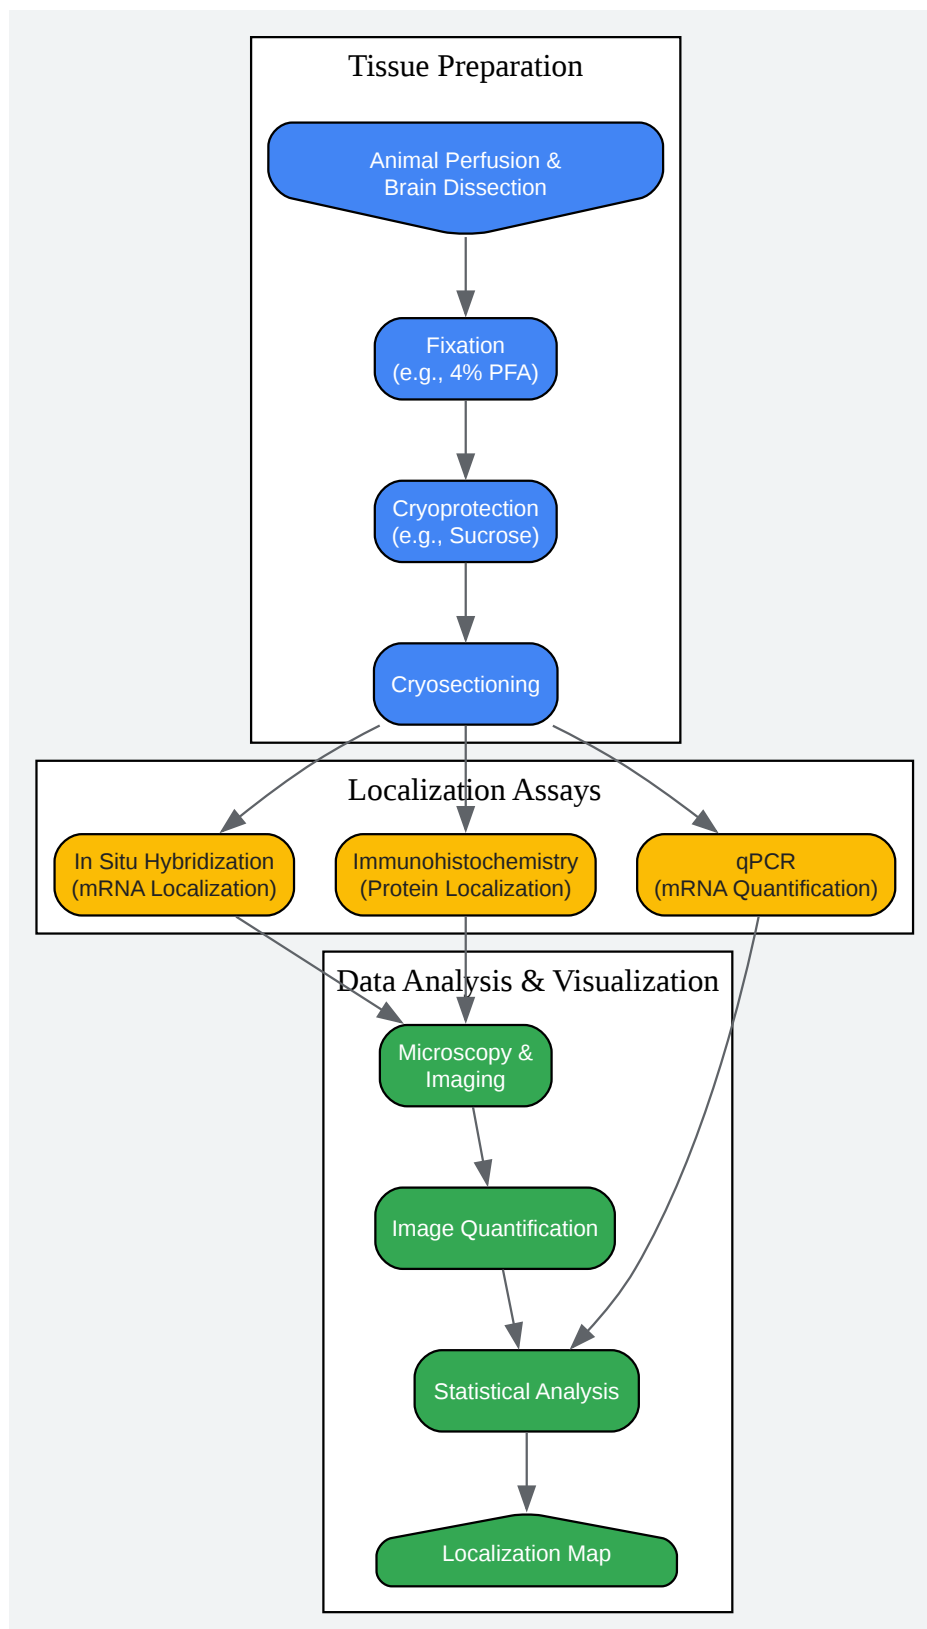 Tissue Preparation
Animal Perfusion &
Brain Dissection
Fixation
(e.g., 4% PFA)
Cryoprotection
(e.g., Sucrose)
Cryosectioning
Localization Assays
In Situ Hybridization
(mRNA Localization)
Immunohistochemistry
(Protein Localization)
qPCR
(mRNA Quantification)
Data Analysis & Visualization
Microscopy &
Imaging
Image Quantification
Statistical Analysis
Localization Map